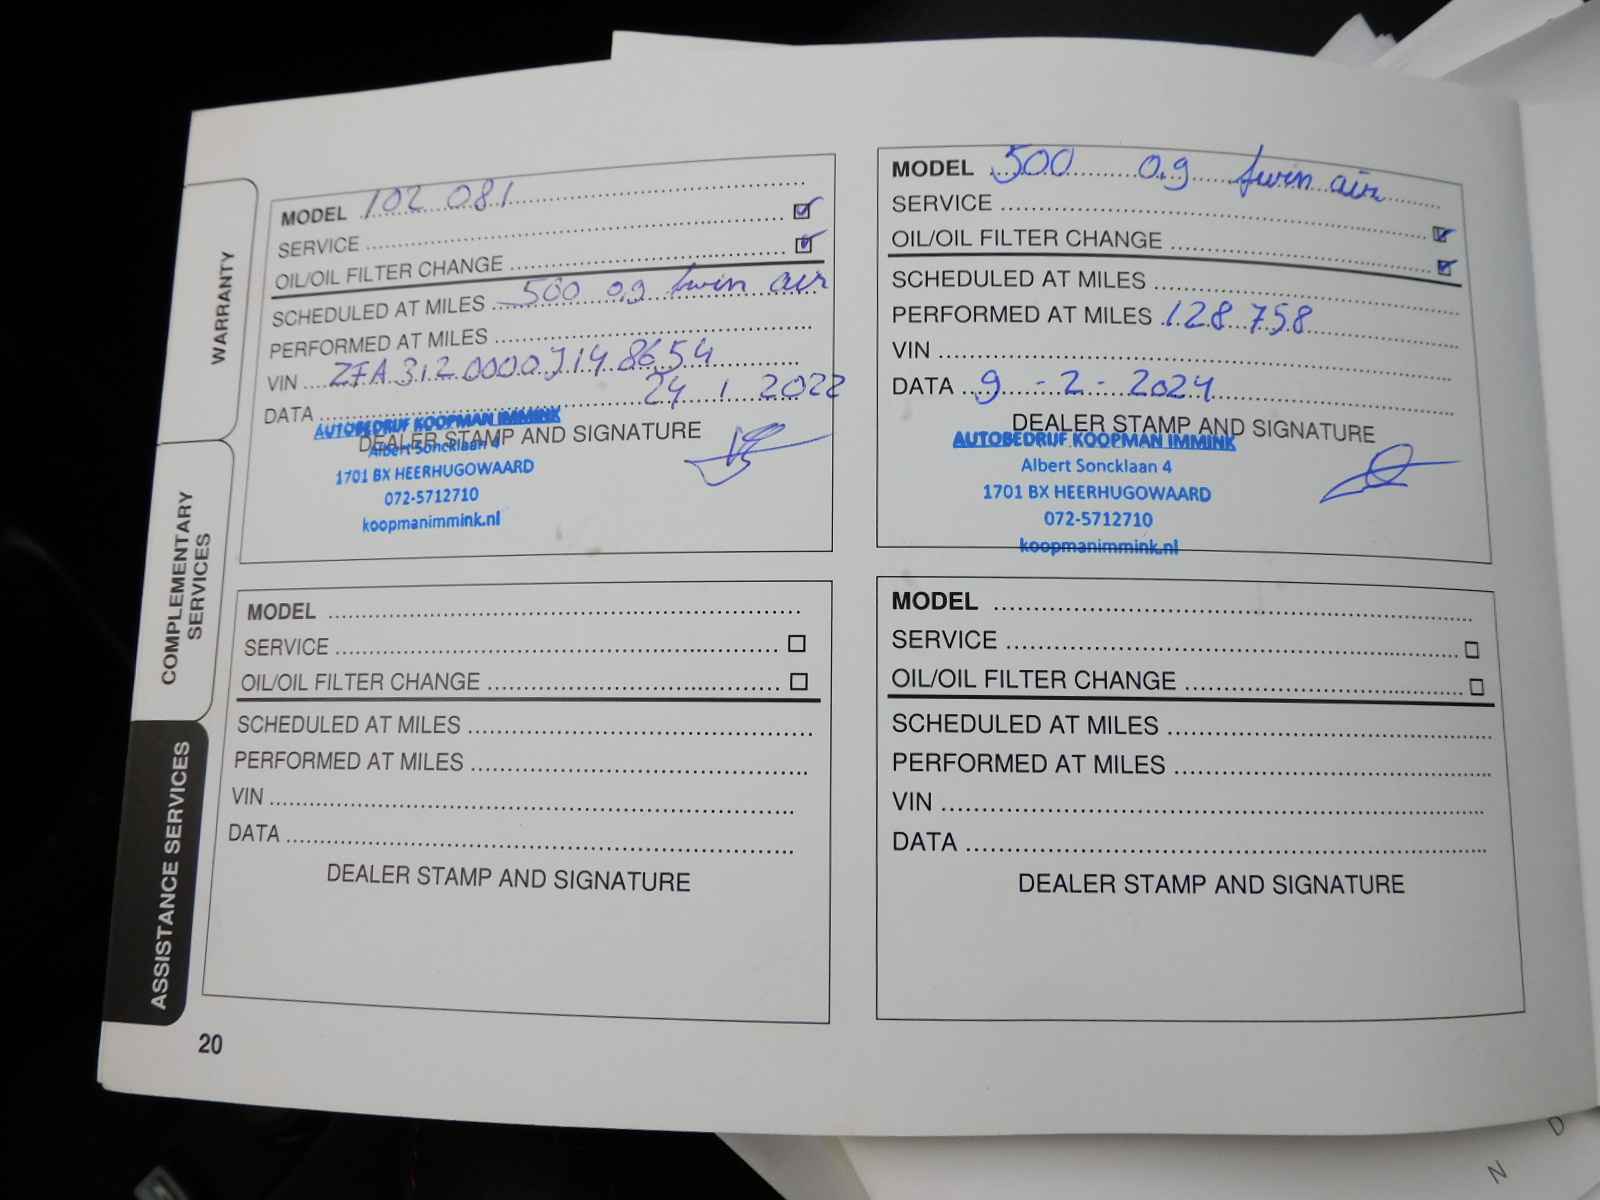 WARRANTY
COMPLEMENTARY
SERVICES
ASSISTANCE SERVICES
MODEL 102 081
SERVICE
OIL/OIL FILTER CHANGE
SCHEDULED AT MILES 500 0,9 twin air
PERFORMED AT MILES
VIN ZFA3120000J148654
DATA 24 1 2022
DEALER STAMP AND SIGNATURE
AUTOBEDRIJF KOOPMAN IMMINK
Albert Soncklaan 4
1701 BX HEERHUGOWAARD
072-5712710
koopmanimmink.nl
MODEL 500 0,9 twin air
SERVICE
OIL/OIL FILTER CHANGE
SCHEDULED AT MILES
PERFORMED AT MILES 128 758
VIN
DATA 9 - 2 - 2024
DEALER STAMP AND SIGNATURE
AUTOBEDRIJF KOOPMAN IMMINK
Albert Soncklaan 4
1701 BX HEERHUGOWAARD
072-5712710
koopmanimmink.nl
MODEL
SERVICE
OIL/OIL FILTER CHANGE
SCHEDULED AT MILES
PERFORMED AT MILES
VIN
DATA
DEALER STAMP AND SIGNATURE
MODEL
SERVICE
OIL/OIL FILTER CHANGE
SCHEDULED AT MILES
PERFORMED AT MILES
VIN
DATA
DEALER STAMP AND SIGNATURE
20
N D